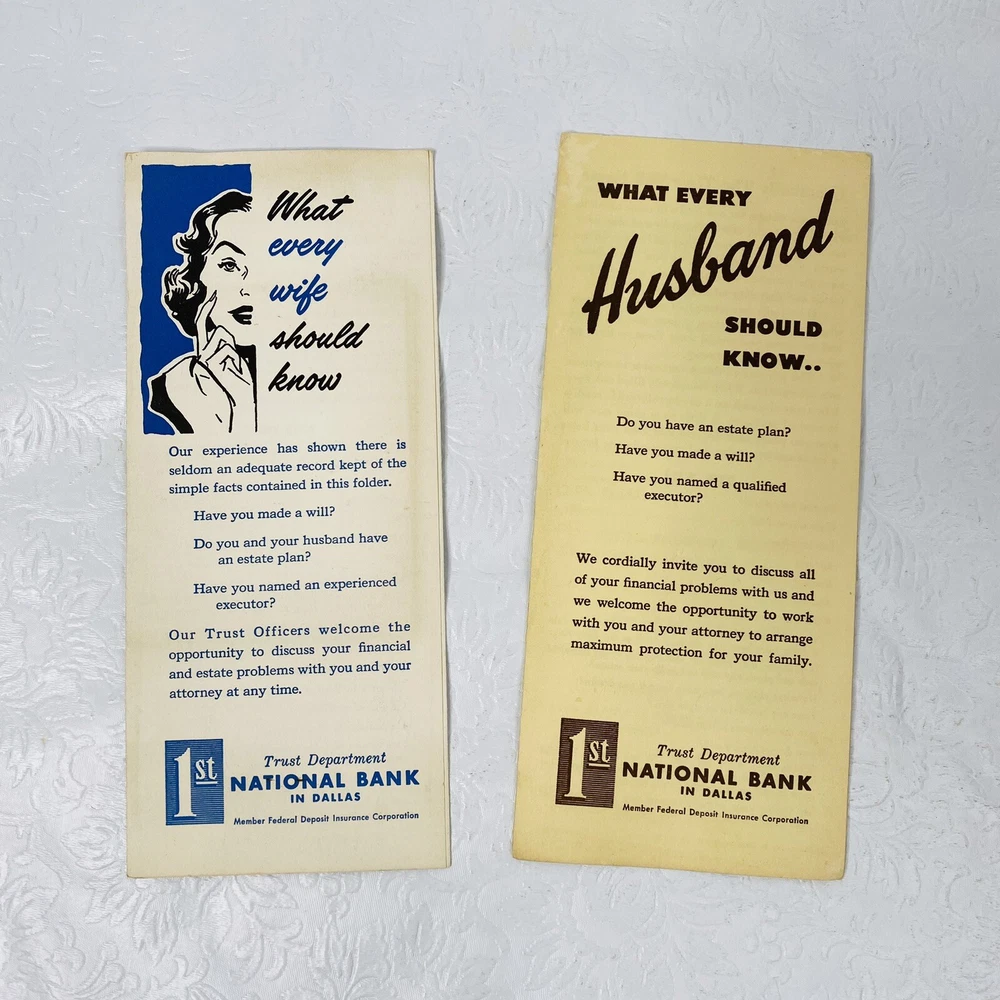 What
every
wife
should
know
Our experience has shown there is
seldom an adequate record kept of the
simple facts contained in this folder.
Have you made a will?
Do you and your husband have
an estate plan?
Have you named an experienced
executor?
Our Trust Officers welcome the
opportunity to discuss your financial
and estate problems with you and your
attorney at any time.
1st
Trust Department
NATIONAL BANK
IN DALLAS
Member Federal Deposit Insurance Corporation
WHAT EVERY
Husband
SHOULD
KNOW..
Do you have an estate plan?
Have you made a will?
Have you named a qualified
executor?
We cordially invite you to discuss all
of your financial problems with us and
we welcome the opportunity to work
with you and your attorney to arrange
maximum protection for your family.
1st
Trust Department
NATIONAL BANK
IN DALLAS
Member Federal Deposit Insurance Corporation